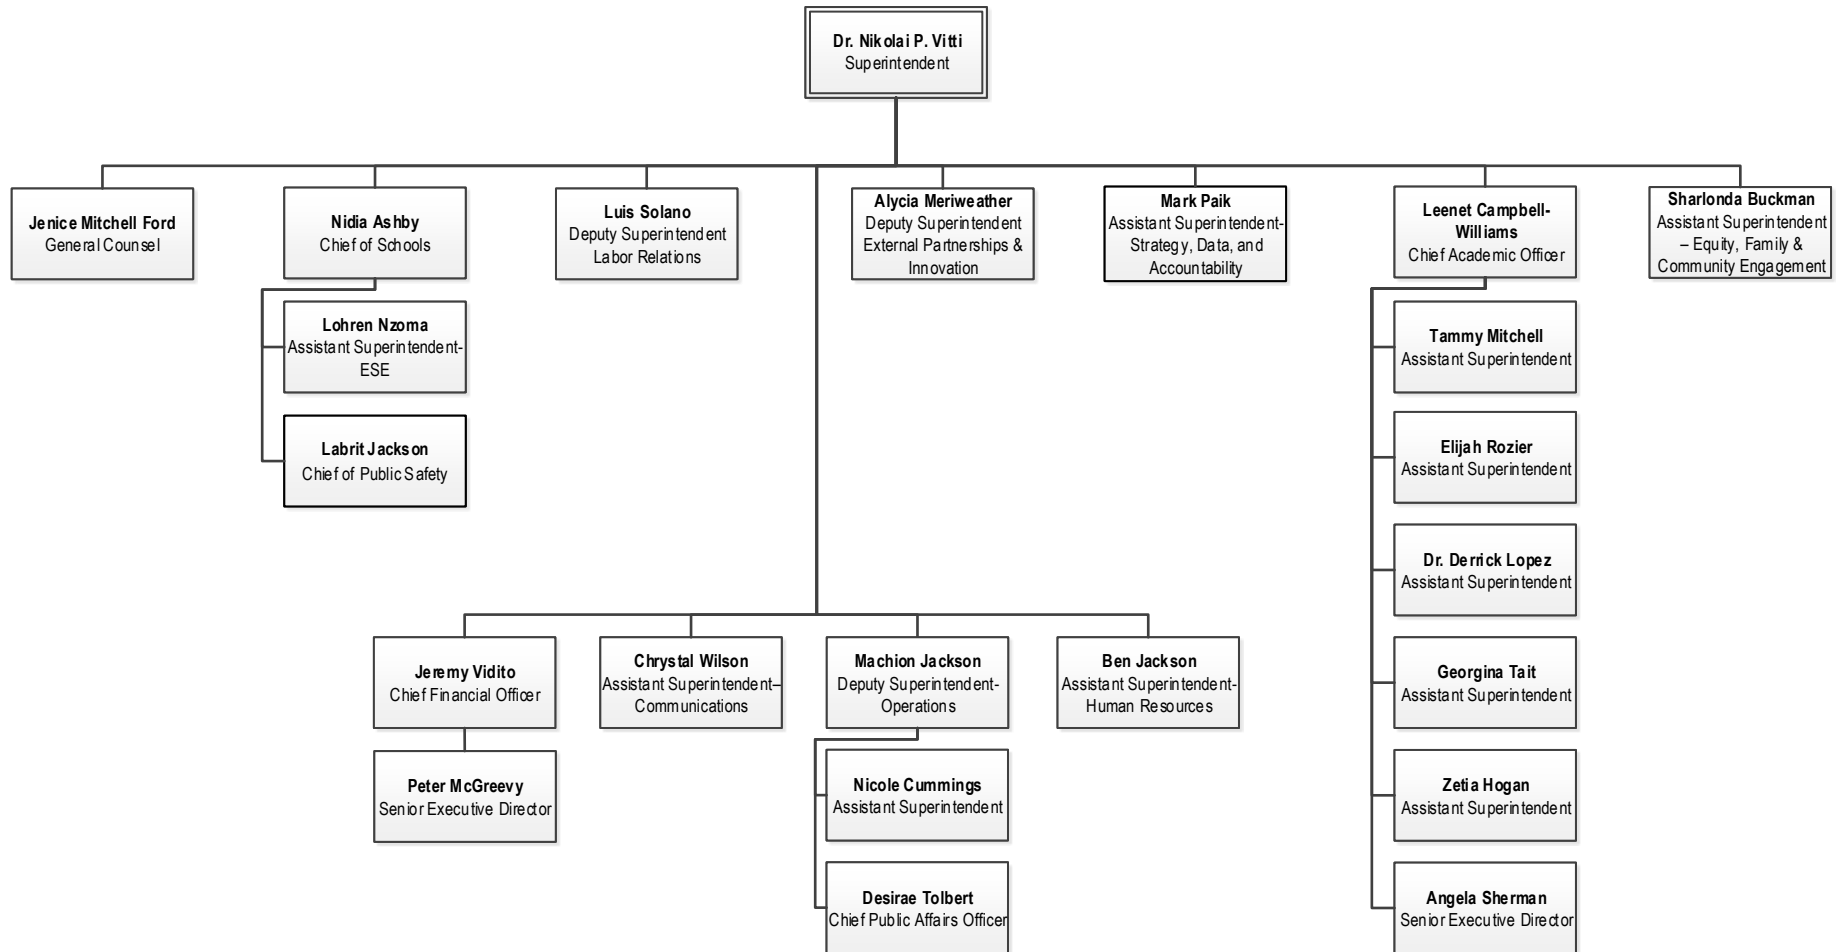 Dr. Nikolai P. Vitti
Superintendent
Jenice Mitchell Ford
General Counsel
Nidia Ashby
Chief of Schools
Luis Solano
Deputy Superintendent
Labor Relations
Alycia Meriweather
Deputy Superintendent
External Partnerships &
Innovation
Mark Paik
Assistant Superintendent-
Strategy, Data, and
Accountability
Leenet Campbell-
Williams
Chief Academic Officer
Sharlonda Buckman
Assistant Superintendent
– Equity, Family &
Community Engagement
Lohren Nzoma
Assistant Superintendent-
ESE
Labrit Jackson
Chief of Public Safety
Tammy Mitchell
Assistant Superintendent
Elijah Rozier
Assistant Superintendent
Dr. Derrick Lopez
Assistant Superintendent
Georgina Tait
Assistant Superintendent
Zetia Hogan
Assistant Superintendent
Angela Sherman
Senior Executive Director
Jeremy Vidito
Chief Financial Officer
Peter McGreevy
Senior Executive Director
Chrystal Wilson
Assistant Superintendent–
Communications
Machion Jackson
Deputy Superintendent-
Operations
Nicole Cummings
Assistant Superintendent
Desirae Tolbert
Chief Public Affairs Officer
Ben Jackson
Assistant Superintendent-
Human Resources